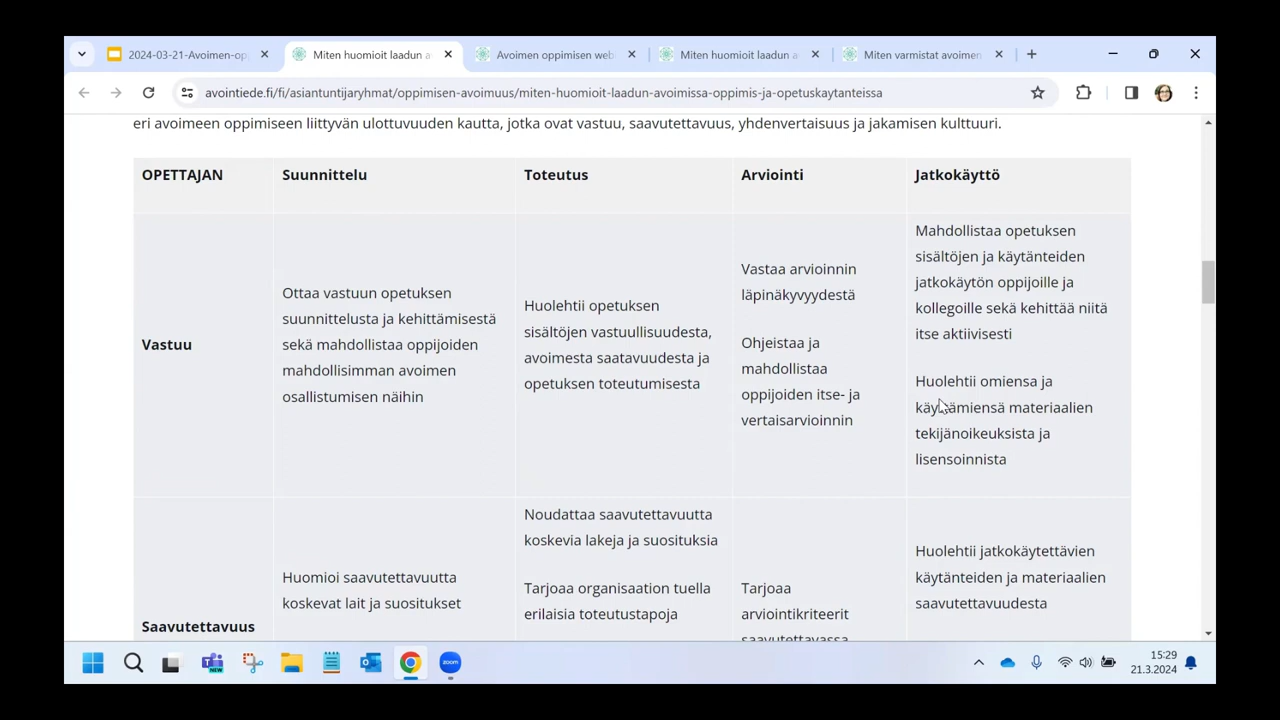 2024-03-21-Avoimen-op
Miten huomioit laadun a
Avoimen oppimisen web
Miten huomioit laadun a
Miten varmistat avoimen
avointiede.fi/fi/asiantuntijaryhmat/oppimisen-avoimuus/miten-huomioit-laadun-avoimissa-oppimis-ja-opetuskaytanteissa
eri avoimeen oppimiseen liittyvän ulottuvuuden kautta, jotka ovat vastuu, saavutettavuus, yhdenvertaisuus ja jakamisen kulttuuri.
OPETTAJAN
Suunnittelu
Toteutus
Arviointi
Jatkokäyttö
Vastuu
Ottaa vastuun opetuksen
suunnittelusta ja kehittämisestä
sekä mahdollistaa oppijoiden
mahdollisimman avoimen
osallistumisen näihin
Huolehtii opetuksen
sisältöjen vastuullisuudesta,
avoimesta saatavuudesta ja
opetuksen toteutumisesta
Vastaa arvioinnin
läpinäkyvyydestä
Ohjeistaa ja
mahdollistaa
oppijoiden itse- ja
vertaisarvioinnin
Mahdollistaa opetuksen
sisältöjen ja käytänteiden
jatkokäytön oppijoille ja
kollegoille sekä kehittää niitä
itse aktiivisesti
Huolehtii omiensa ja
käyttämiensä materiaalien
tekijänoikeuksista ja
lisensoinnista
Saavutettavuus
Huomioi saavutettavuutta
koskevat lait ja suositukset
Noudattaa saavutettavuutta
koskevia lakeja ja suosituksia
Tarjoaa organisaation tuella
erilaisia toteutustapoja
Tarjoaa
arviointikriteerit
saavutettavassa
Huolehtii jatkokäytettävien
käytänteiden ja materiaalien
saavutettavuudesta
NEW
zoom
15:29
21.3.2024